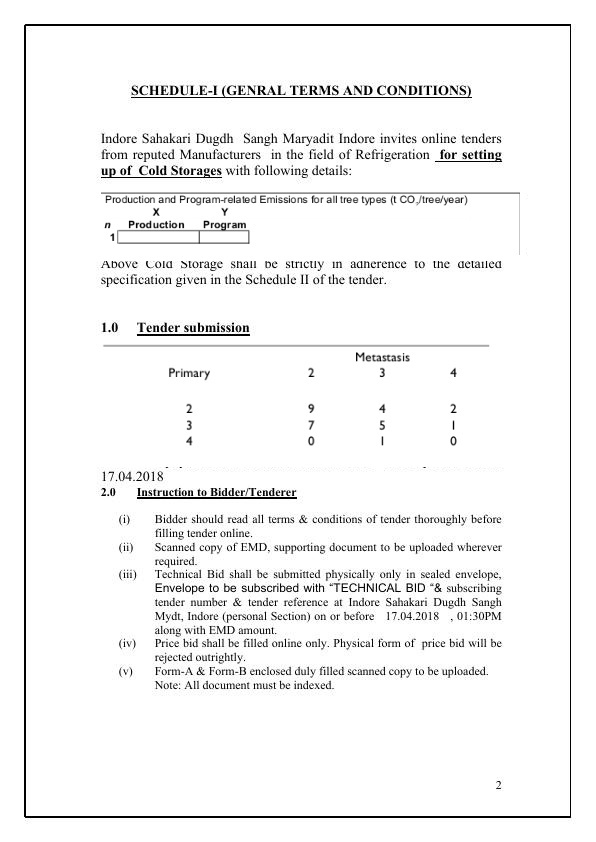 SCHEDULE-I (GENRAL TERMS AND CONDITIONS)
Indore Sahakari Dugdh Sangh Maryadit Indore invites online tenders
from reputed Manufacturers in the field of Refrigeration for setting
up of Cold Storages with following details:
Production and Program-related Emissions for all tree types (t CO₂/tree/year)
X Y
n Production Program
1
Above Cold Storage shall be strictly in adherence to the detailed
specification given in the Schedule II of the tender.
1.0 Tender submission
Metastasis
Primary 2 3 4
2 9 4 2
3 7 5 1
4 0 1 0
17.04.2018
2.0 Instruction to Bidder/Tenderer
(i) Bidder should read all terms & conditions of tender thoroughly before
filling tender online.
(ii) Scanned copy of EMD, supporting document to be uploaded wherever
required.
(iii) Technical Bid shall be submitted physically only in sealed envelope,
Envelope to be subscribed with “TECHNICAL BID “& subscribing
tender number & tender reference at Indore Sahakari Dugdh Sangh
Mydt, Indore (personal Section) on or before 17.04.2018 , 01:30PM
along with EMD amount.
(iv) Price bid shall be filled online only. Physical form of price bid will be
rejected outrightly.
(v) Form-A & Form-B enclosed duly filled scanned copy to be uploaded.
Note: All document must be indexed.
2